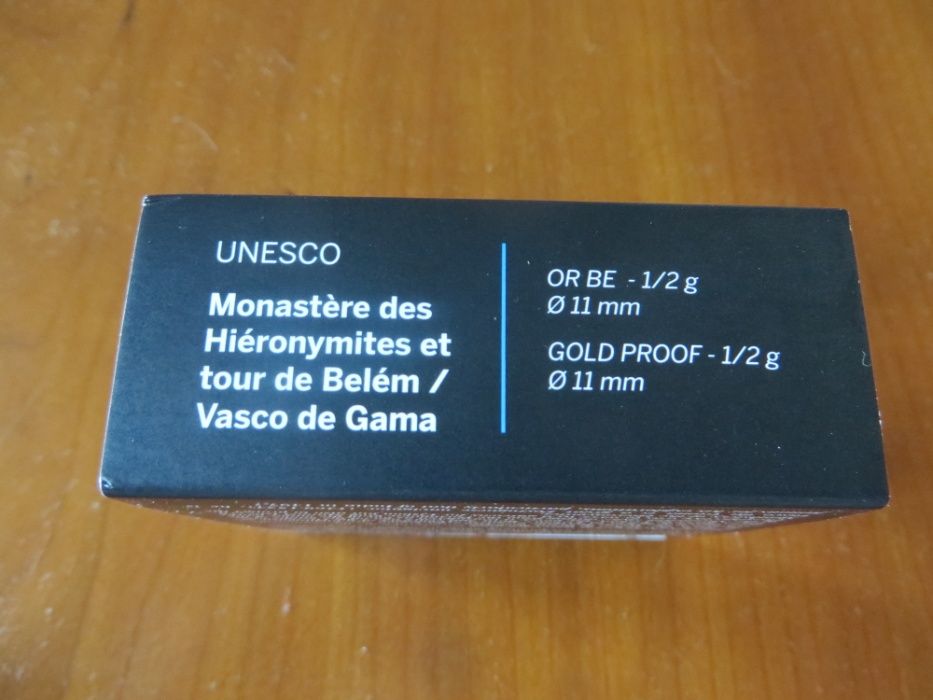 UNESCO
Monastère des
Hiéronymites et
tour de Belém /
Vasco de Gama
OR BE - 1/2 g
Ø 11 mm
GOLD PROOF - 1/2 g
Ø 11 mm